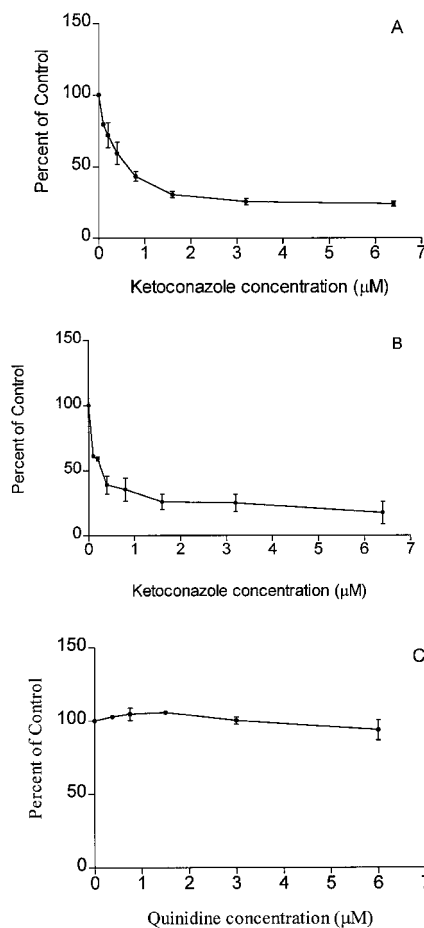 A
150
100
50
0
Percent of Control
0 1 2 3 4 5 6 7
Ketoconazole concentration (µM)
B
150
100
50
0
Percent of Control
0 1 2 3 4 5 6 7
Ketoconazole concentration (µM)
C
150
100
50
0
Percent of Control
0 1 2 3 4 5 6 7
Quinidine concentration (µM)